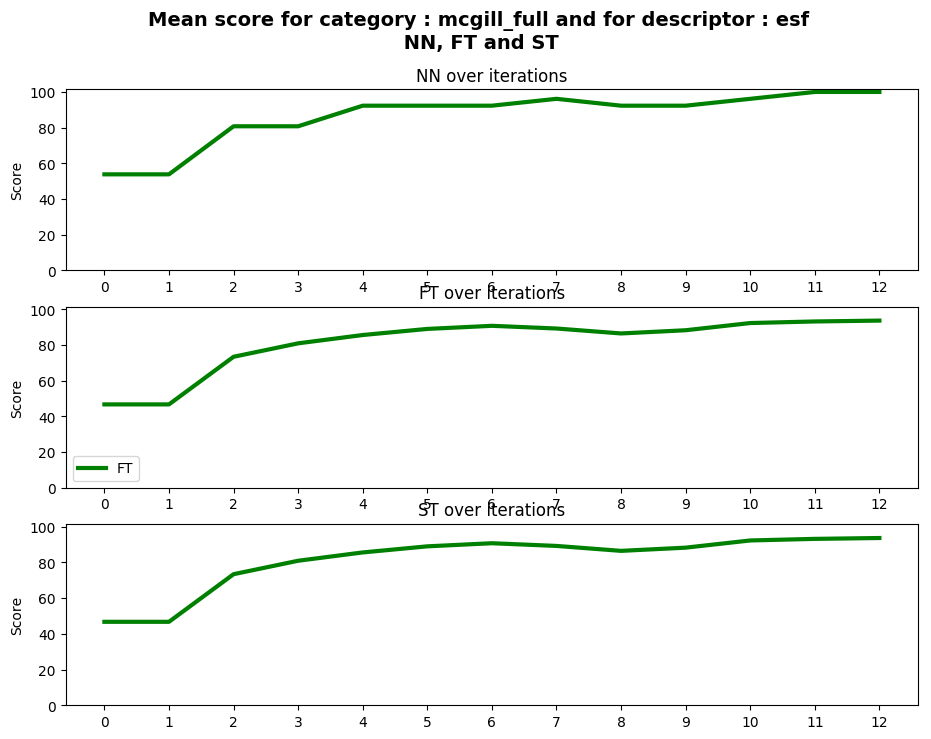 Mean score for category : mcgill_full and for descriptor : esf
NN, FT and ST
NN over iterations
Score
100
80
60
40
20
0
0 1 2 3 4 5 6 7 8 9 10 11 12
FT over iterations
Score
100
80
60
40
20
0
FT
0 1 2 3 4 5 6 7 8 9 10 11 12
ST over iterations
Score
100
80
60
40
20
0
0 1 2 3 4 5 6 7 8 9 10 11 12